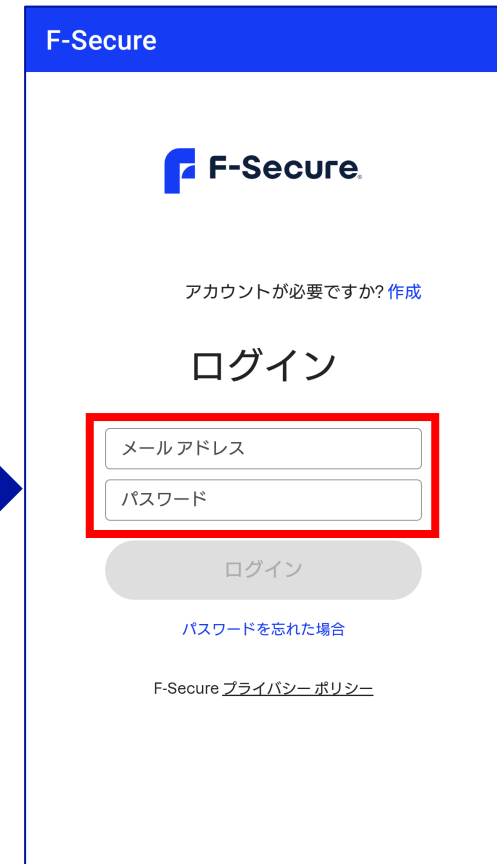 F-Secure
F-Secure®
アカウントが必要ですか? 作成
ログイン
メール アドレス
パスワード
ログイン
パスワードを忘れた場合
F-Secure プライバシー ポリシー